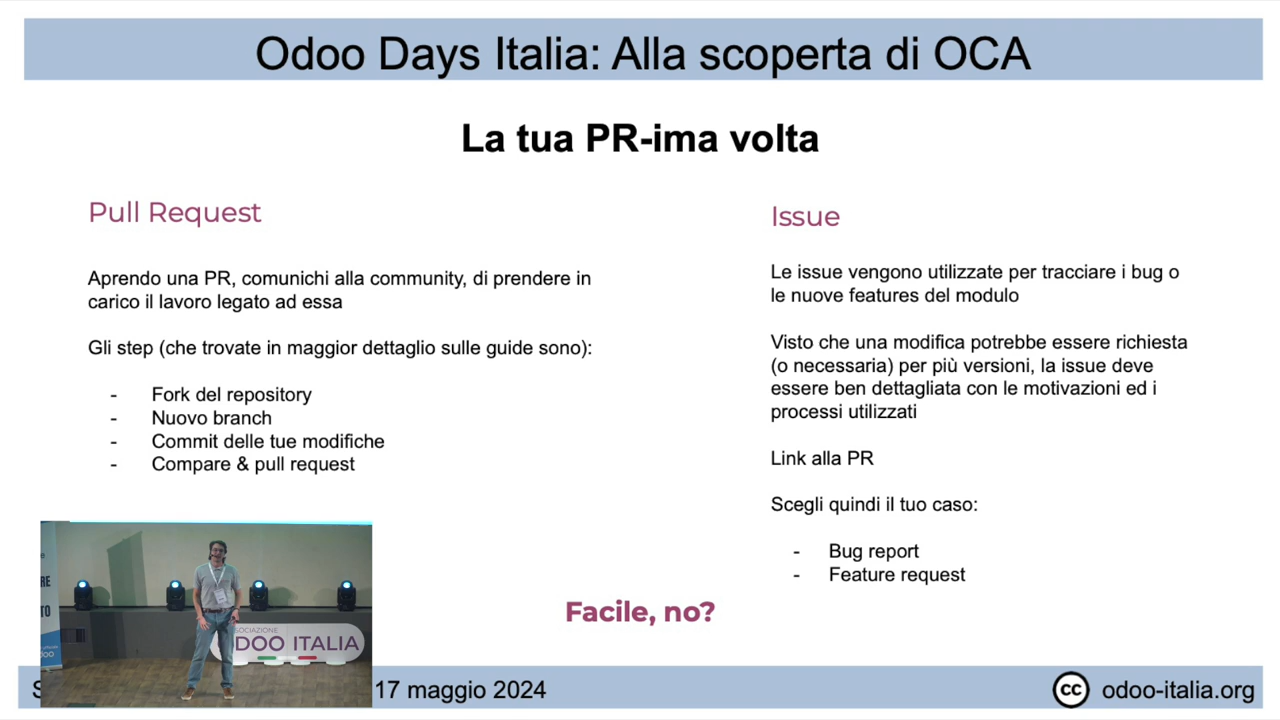 Odoo Days Italia: Alla scoperta di OCA
La tua PR-ima volta
Pull Request
Aprendo una PR, comunichi alla community, di prendere in
carico il lavoro legato ad essa
Gli step (che trovate in maggior dettaglio sulle guide sono):
- Fork del repository
- Nuovo branch
- Commit delle tue modifiche
- Compare & pull request
Issue
Le issue vengono utilizzate per tracciare i bug o
le nuove features del modulo
Visto che una modifica potrebbe essere richiesta
(o necessaria) per più versioni, la issue deve
essere ben dettagliata con le motivazioni ed i
processi utilizzati
Link alla PR
Scegli quindi il tuo caso:
- Bug report
- Feature request
Facile, no?
DOO ITALIA
17 maggio 2024
cc odoo-italia.org